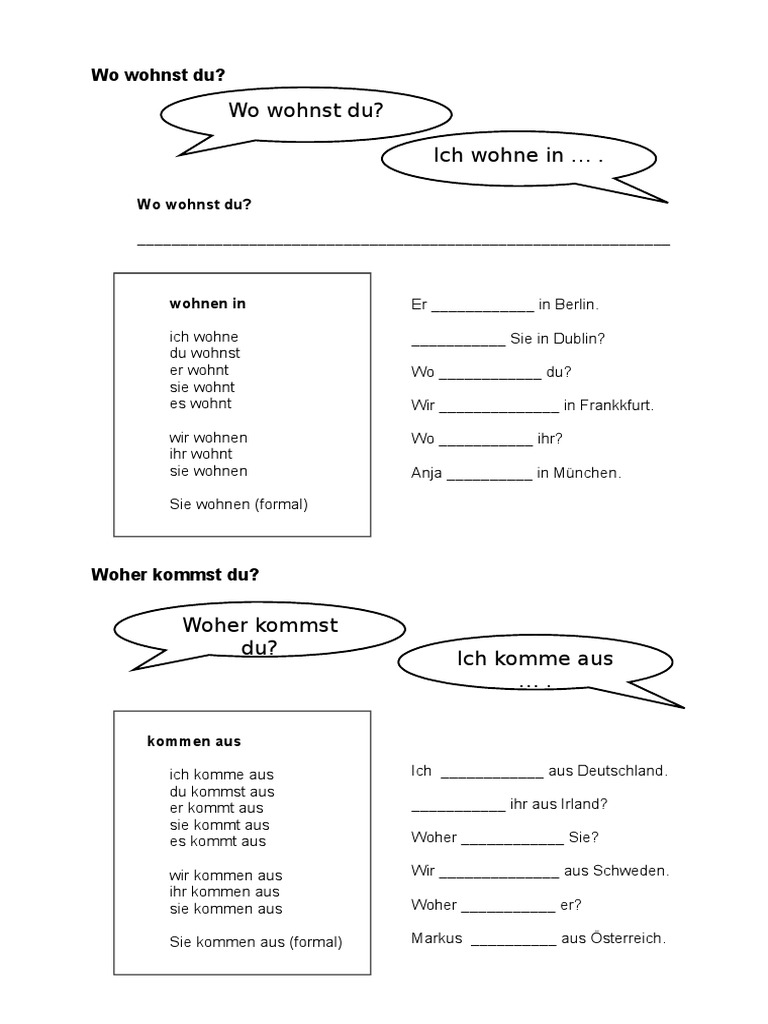 Wo wohnst du?
Wo wohnst du?
Ich wohne in ... .
Wo wohnst du?
______________________________________________________________
wohnen in
ich wohne
du wohnst
er wohnt
sie wohnt
es wohnt
wir wohnen
ihr wohnt
sie wohnen
Sie wohnen (formal)
Er ____________ in Berlin.
___________ Sie in Dublin?
Wo ____________ du?
Wir ______________ in Frankkfurt.
Wo ___________ ihr?
Anja __________ in München.
Woher kommst du?
Woher kommst
du?
Ich komme aus
... .
kommen aus
ich komme aus
du kommst aus
er kommt aus
sie kommt aus
es kommt aus
wir kommen aus
ihr kommen aus
sie kommen aus
Sie kommen aus (formal)
Ich ____________ aus Deutschland.
___________ ihr aus Irland?
Woher ____________ Sie?
Wir ______________ aus Schweden.
Woher ___________ er?
Markus __________ aus Österreich.